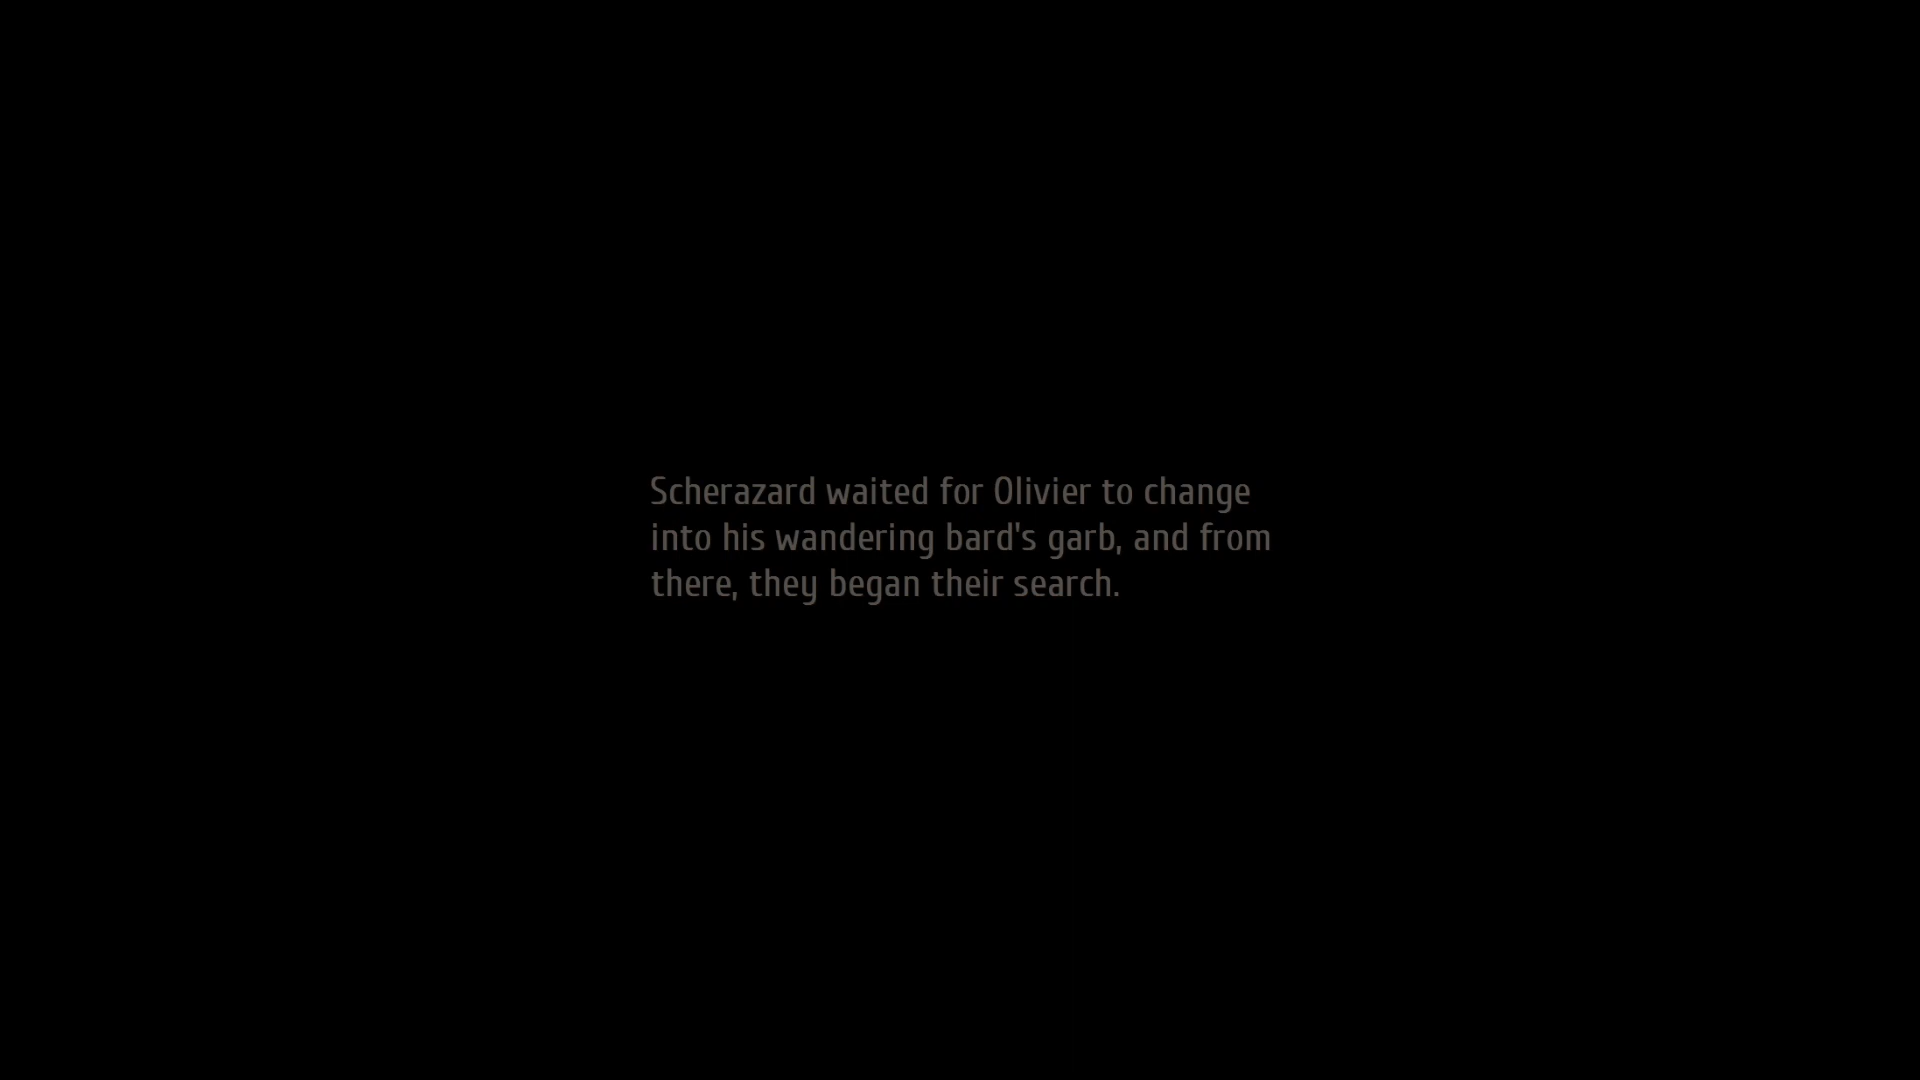 Scherazard waited for Olivier to change
into his wandering bard's garb, and from
there, they began their search.